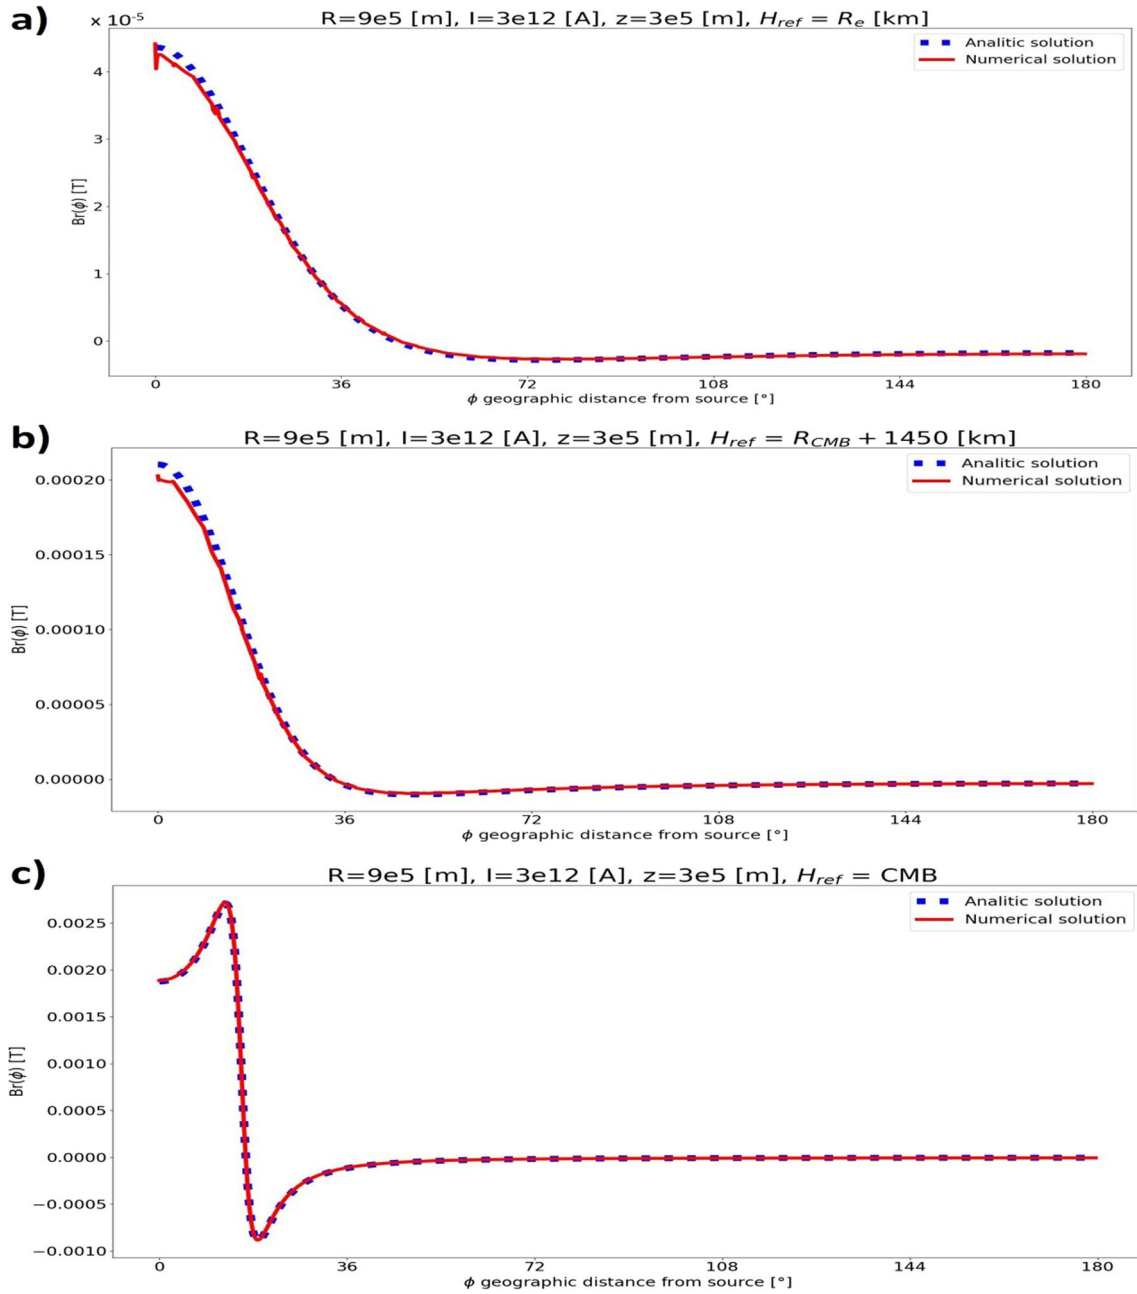 a)
R=9e5 [m], I=3e12 [A], z=3e5 [m], H_ref = R_e [km]
× 10^-5
Analitic solution
Numerical solution
4
3
2
1
0
Br(ϕ) [T]
0 36 72 108 144 180
ϕ geographic distance from source [°]
b)
R=9e5 [m], I=3e12 [A], z=3e5 [m], H_ref = R_CMB + 1450 [km]
Analitic solution
Numerical solution
0.00020
0.00015
0.00010
0.00005
0.00000
Br(ϕ) [T]
0 36 72 108 144 180
ϕ geographic distance from source [°]
c)
R=9e5 [m], I=3e12 [A], z=3e5 [m], H_ref = CMB
Analitic solution
Numerical solution
0.0025
0.0020
0.0015
0.0010
0.0005
0.0000
−0.0005
−0.0010
Br(ϕ) [T]
0 36 72 108 144 180
ϕ geographic distance from source [°]